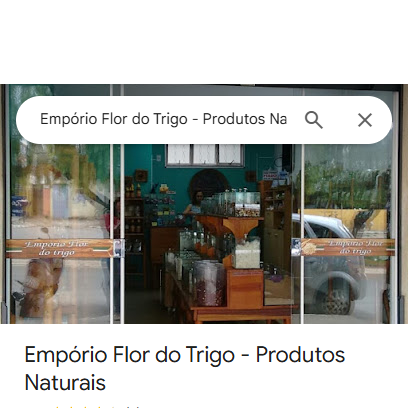 Empório Flor do Trigo - Produtos Na
Empório Flor
do trigo
Empório Flor
do trigo
Empório Flor do Trigo - Produtos
Naturais